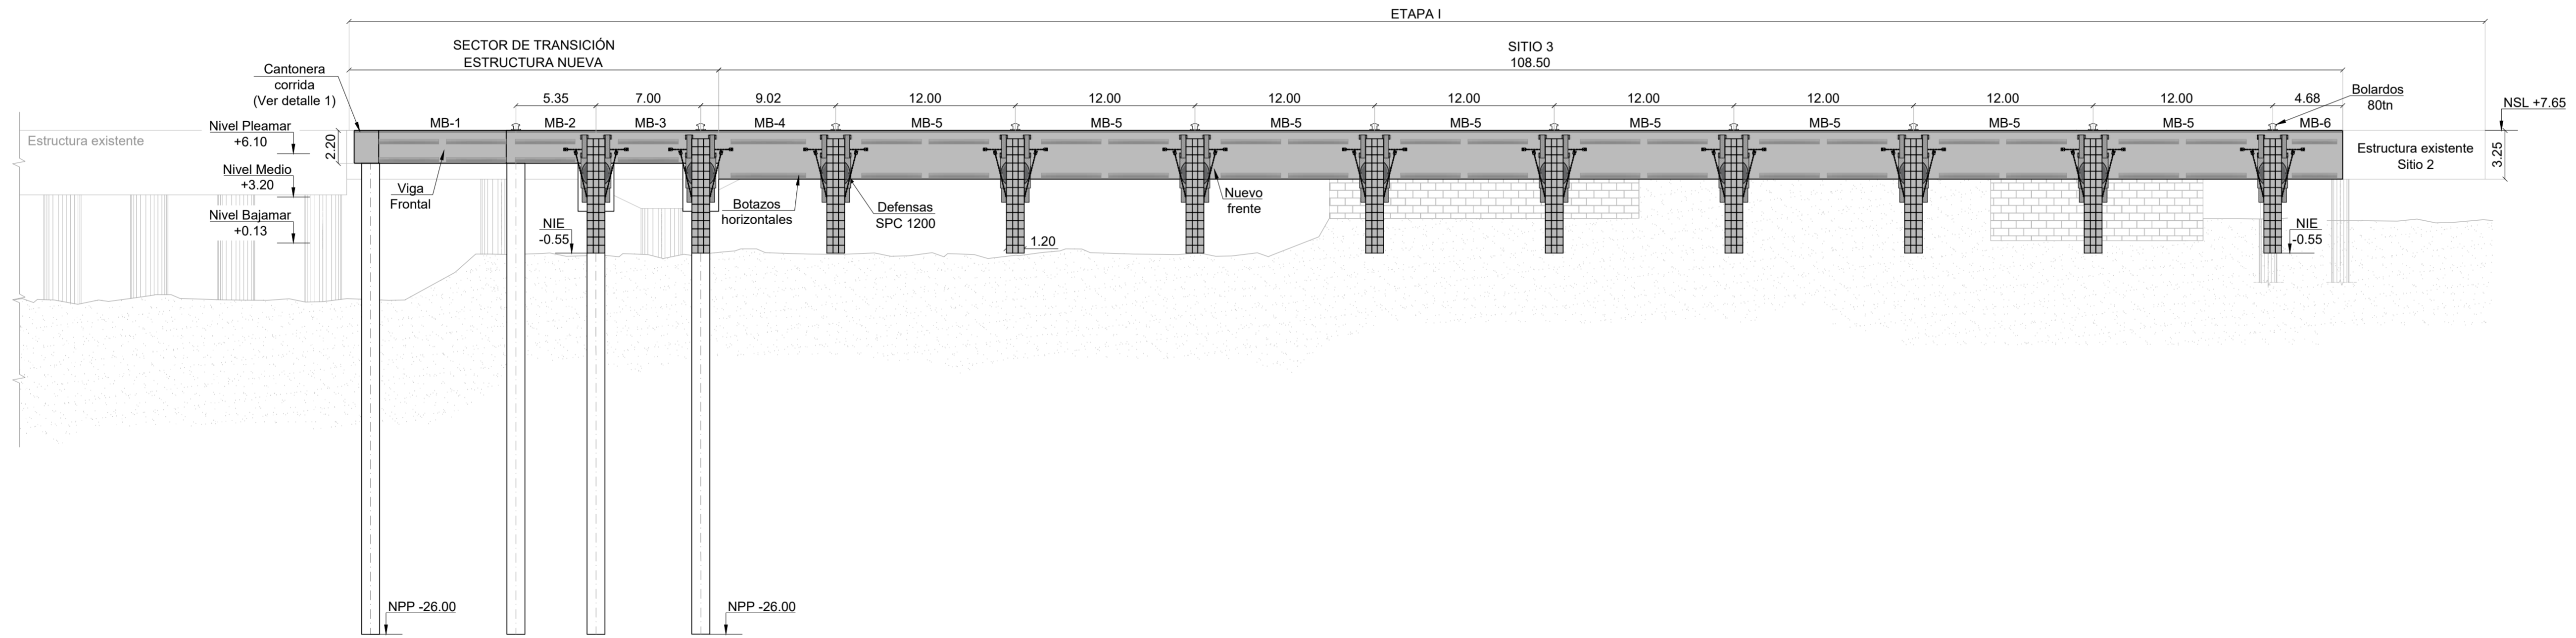 ETAPA I
SECTOR DE TRANSICIÓN
ESTRUCTURA NUEVA
SITIO 3
108.50
Cantonera
corrida
(Ver detalle 1)
5.35
7.00
9.02
12.00
12.00
12.00
12.00
12.00
12.00
12.00
12.00
4.68
Bolardos
80tn
NSL +7.65
Estructura existente
Nivel Pleamar
+6.10
2.20
MB-1
MB-2
MB-3
MB-4
MB-5
MB-5
MB-5
MB-5
MB-5
MB-5
MB-5
MB-5
MB-6
Estructura existente
Sitio 2
3.25
Nivel Medio
+3.20
Viga
Frontal
Botazos
horizontales
Defensas
SPC 1200
Nuevo
frente
Nivel Bajamar
+0.13
NIE
-0.55
1.20
NIE
-0.55
NPP -26.00
NPP -26.00